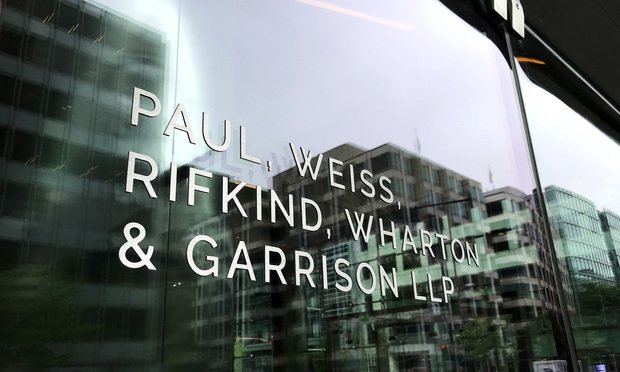 PAUL, WEISS,
RIFKIND, WHARTON
& GARRISON LLP